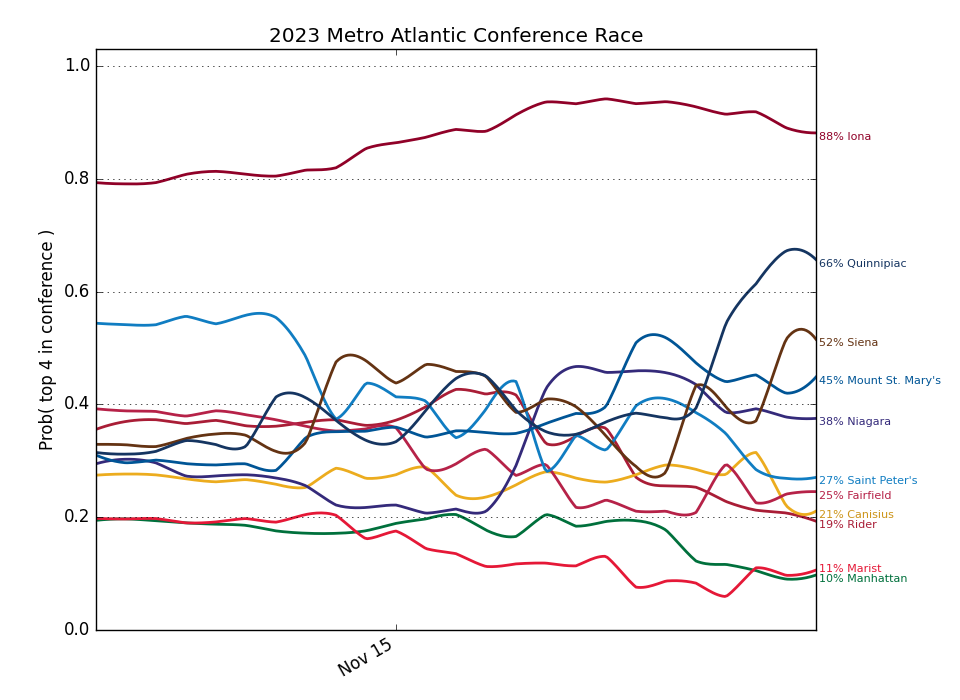 2023 Metro Atlantic Conference Race
1.0
0.8
0.6
0.4
0.2
0.0
Prob( top 4 in conference )
Nov 15
88% Iona
66% Quinnipiac
52% Siena
45% Mount St. Mary's
38% Niagara
27% Saint Peter's
25% Fairfield
21% Canisius
19% Rider
11% Marist
10% Manhattan